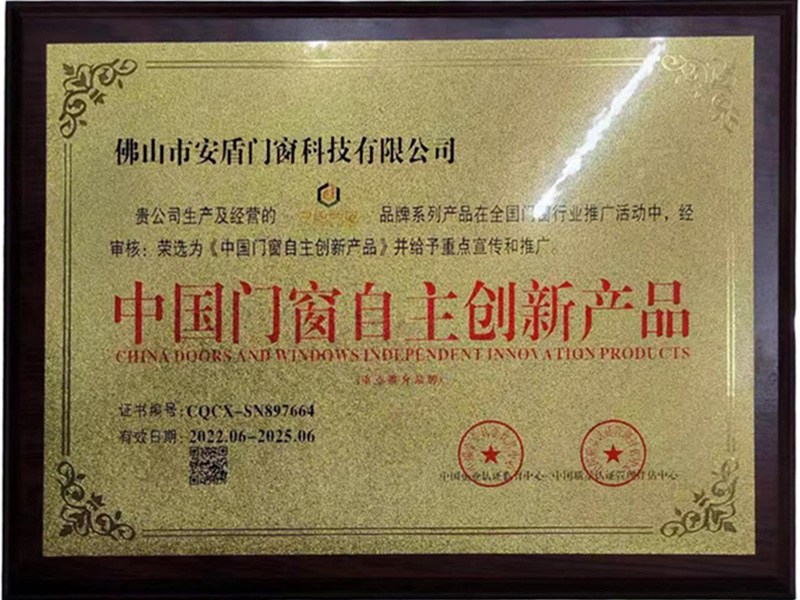 佛山市安盾门窗科技有限公司
贵公司生产及经营的 品牌系列产品在全国门窗行业推广活动中，经
审核：荣选为《中国门窗自主创新产品》并给予重点宣传和推广。
中国门窗自主创新产品
CHINA DOORS AND WINDOWS INDEPENDENT INNOVATION PRODUCTS
证书编号:CQCX-SN897664
有效日期: 2022.06-2025.06